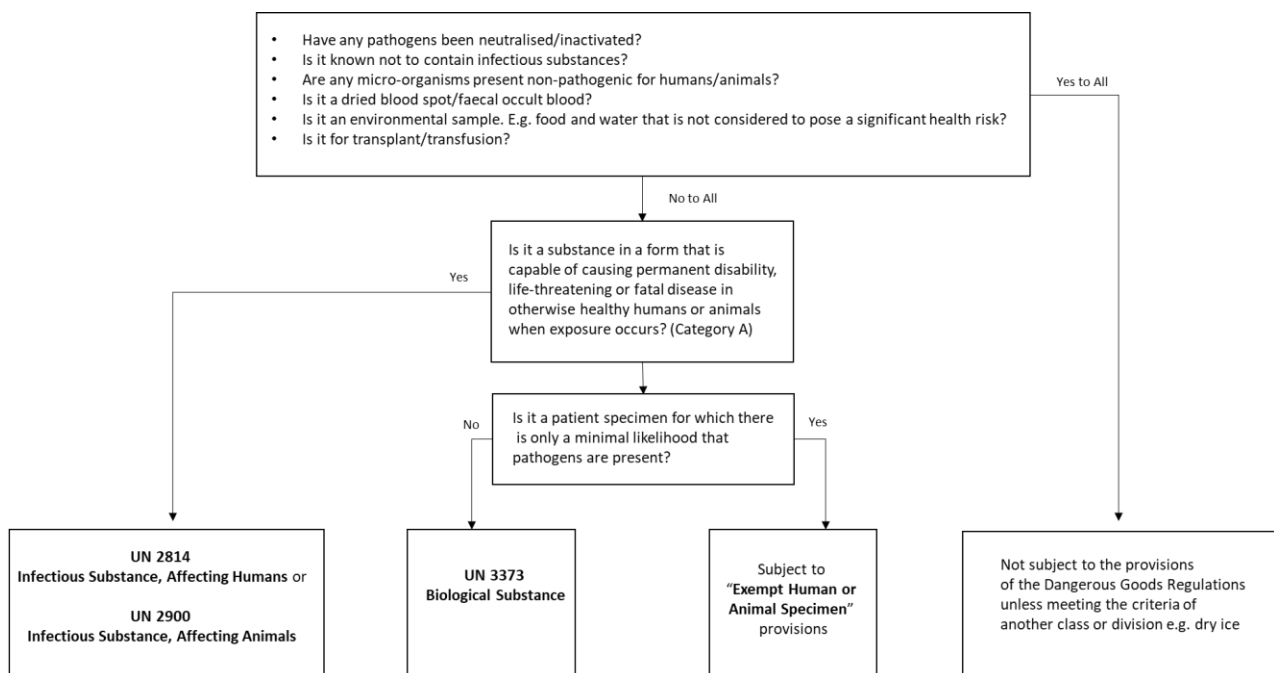 • Have any pathogens been neutralised/inactivated?
• Is it known not to contain infectious substances?
• Are any micro-organisms present non-pathogenic for humans/animals?
• Is it a dried blood spot/faecal occult blood?
• Is it an environmental sample. E.g. food and water that is not considered to pose a significant health risk?
• Is it for transplant/transfusion?
Yes to All
No to All
Is it a substance in a form that is
capable of causing permanent disability,
life-threatening or fatal disease in
otherwise healthy humans or animals
when exposure occurs? (Category A)
Yes
Is it a patient specimen for which there
is only a minimal likelihood that
pathogens are present?
No
Yes
UN 2814
Infectious Substance, Affecting Humans or
UN 2900
Infectious Substance, Affecting Animals
UN 3373
Biological Substance
Subject to
“Exempt Human or
Animal Specimen”
provisions
Not subject to the provisions
of the Dangerous Goods Regulations
unless meeting the criteria of
another class or division e.g. dry ice